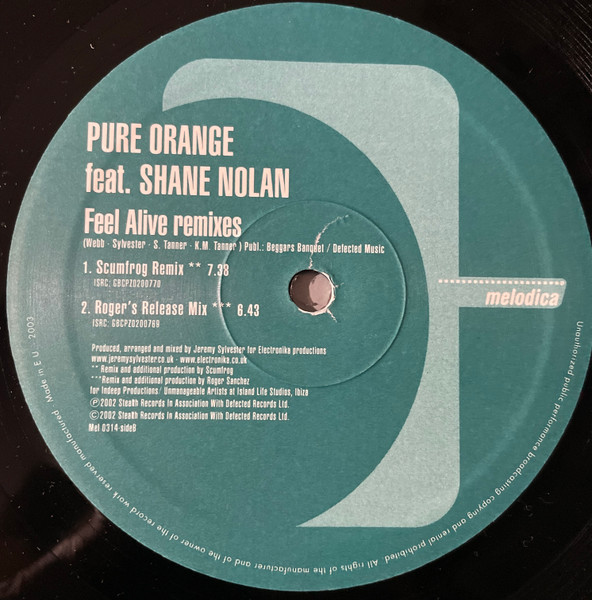 PURE ORANGE
feat. SHANE NOLAN
Feel Alive remixes
(Webb · Sylvester · S. Tanner · K.M. Tanner ) Publ.: Beggars Banquet / Defected Music
1. Scumfrog Remix ** 7.38
ISRC: GBCPZ0200770
2. Roger's Release Mix *** 6.43
ISRC: GBCPZ0200769
melodica
Produced, arranged and mixed by Jeremy Sylvester for Electronika productions
www.jeremysylvester.co.uk - www.electronika.co.uk
** Remix and additional production by Scumfrog
***Remix and additional production by Roger Sanchez
for Indeep Productions / Unmanageable Artists at Island Life Studios, Ibiza
Ⓟ2002 Stealth Records In Association With Defected Records Ltd.
©2002 Stealth Records In Association With Defected Records Ltd.
Mel 0314-sideB
Unauthorized public performance broadcasting copying and rental prohibited. All rights of the manufacturer and of the owner of the record work reserved manufactured Made in E.U. 2003